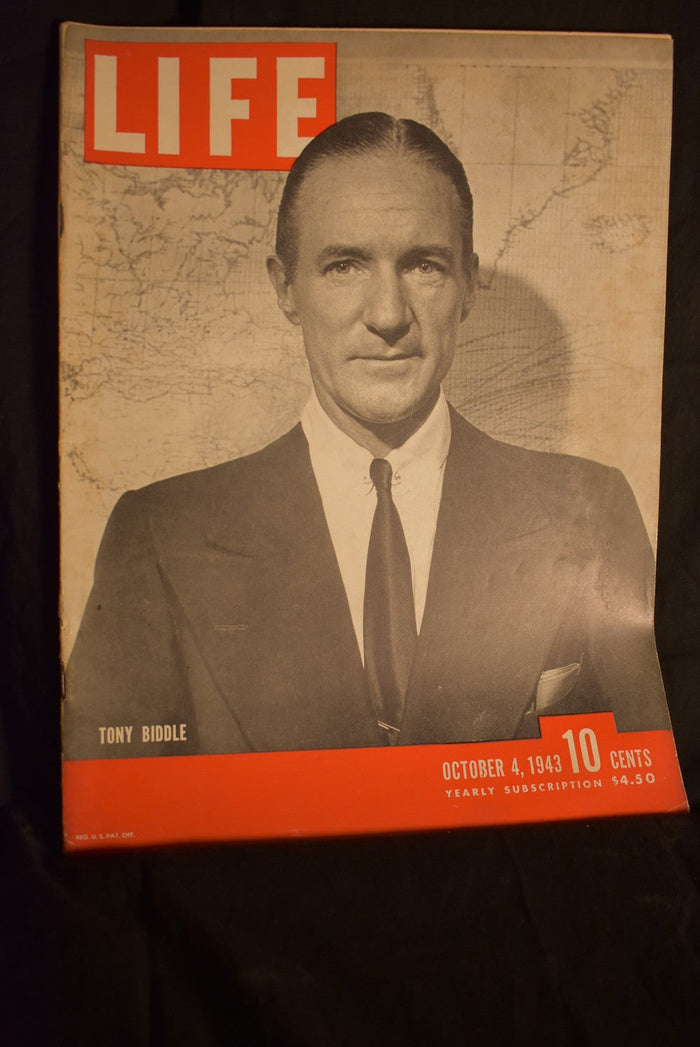 LIFE
TONY BIDDLE
OCTOBER 4, 1943 10 CENTS
YEARLY SUBSCRIPTION $4.50
REG. U. S. PAT. OFF.